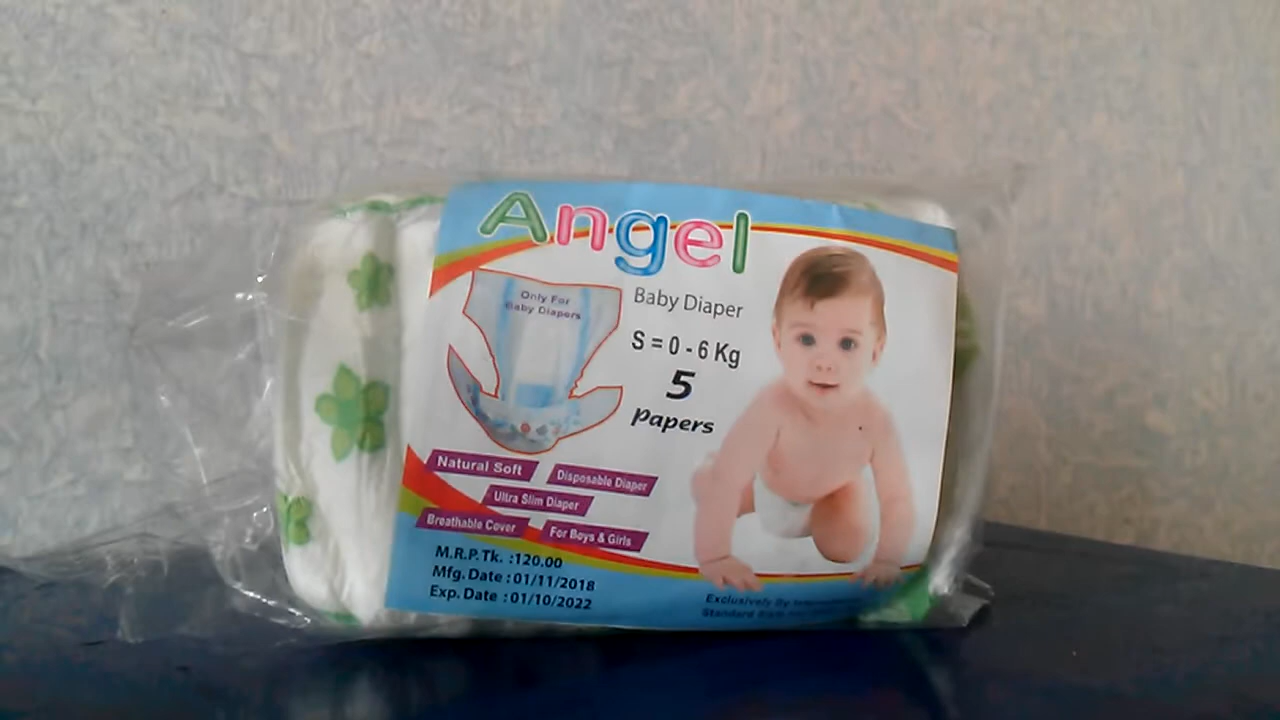 Angel
Only For
Baby Diapers
Baby Diaper
S = 0 - 6 Kg
5
papers
Natural Soft
Disposable Diaper
Ultra Slim Diaper
Breathable Cover
For Boys & Girls
M.R.P. Tk. :120.00
Mfg. Date : 01/11/2018
Exp. Date : 01/10/2022
Exclusively By
Standard